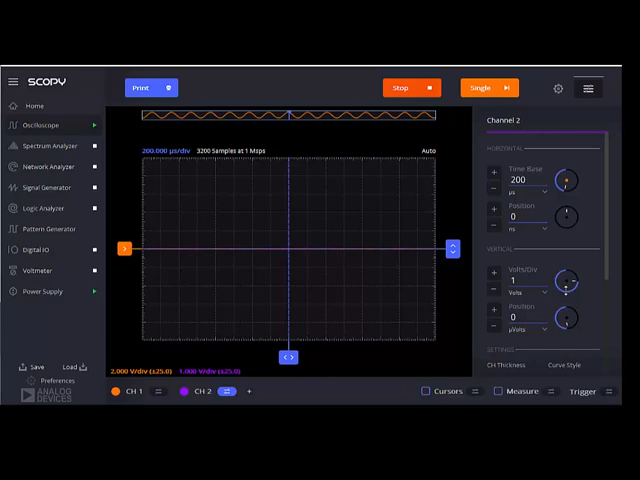 SCOPY
Print
Stop
Single
Home
Oscilloscope
Spectrum Analyzer
Network Analyzer
Signal Generator
Logic Analyzer
Pattern Generator
Digital IO
Voltmeter
Power Supply
Save
Load
Preferences
ANALOG
DEVICES
200.000 µs/div
3200 Samples at 1 Msps
Auto
2.000 V/div (±25.0)
1.000 V/div (±25.0)
CH 1
CH 2
+
Cursors
Measure
Trigger
Channel 2
HORIZONTAL
Time Base
200
µs
Position
0
ns
VERTICAL
Volts/Div
1
Volts
Position
0
µVolts
SETTINGS
CH Thickness
Curve Style